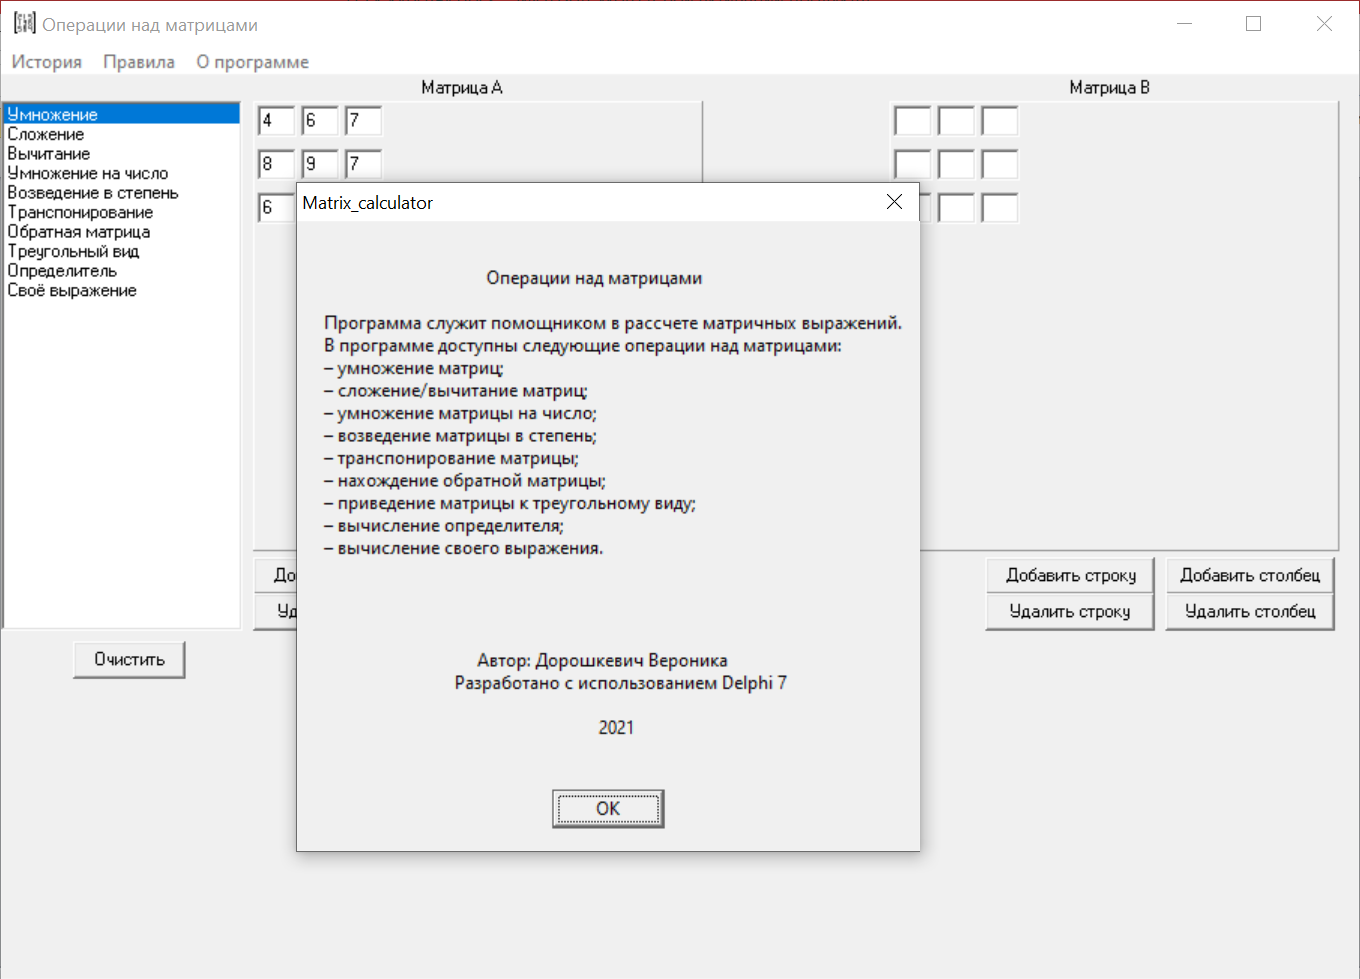 Операции над матрицами
История Правила О программе
Матрица A Матрица B
Умножение
Сложение
Вычитание
Умножение на число
Возведение в степень
Транспонирование
Обратная матрица
Треугольный вид
Определитель
Своё выражение
4 6 7
8 9 7
6
Matrix_calculator
Операции над матрицами
Программа служит помощником в рассчете матричных выражений.
В программе доступны следующие операции над матрицами:
– умножение матриц;
– сложение/вычитание матриц;
– умножение матрицы на число;
– возведение матрицы в степень;
– транспонирование матрицы;
– нахождение обратной матрицы;
– приведение матрицы к треугольному виду;
– вычисление определителя;
– вычисление своего выражения.
Автор: Дорошкевич Вероника
Разработано с использованием Delphi 7
2021
OK
До
Уд
Добавить строку Добавить столбец
Удалить строку Удалить столбец
Очистить